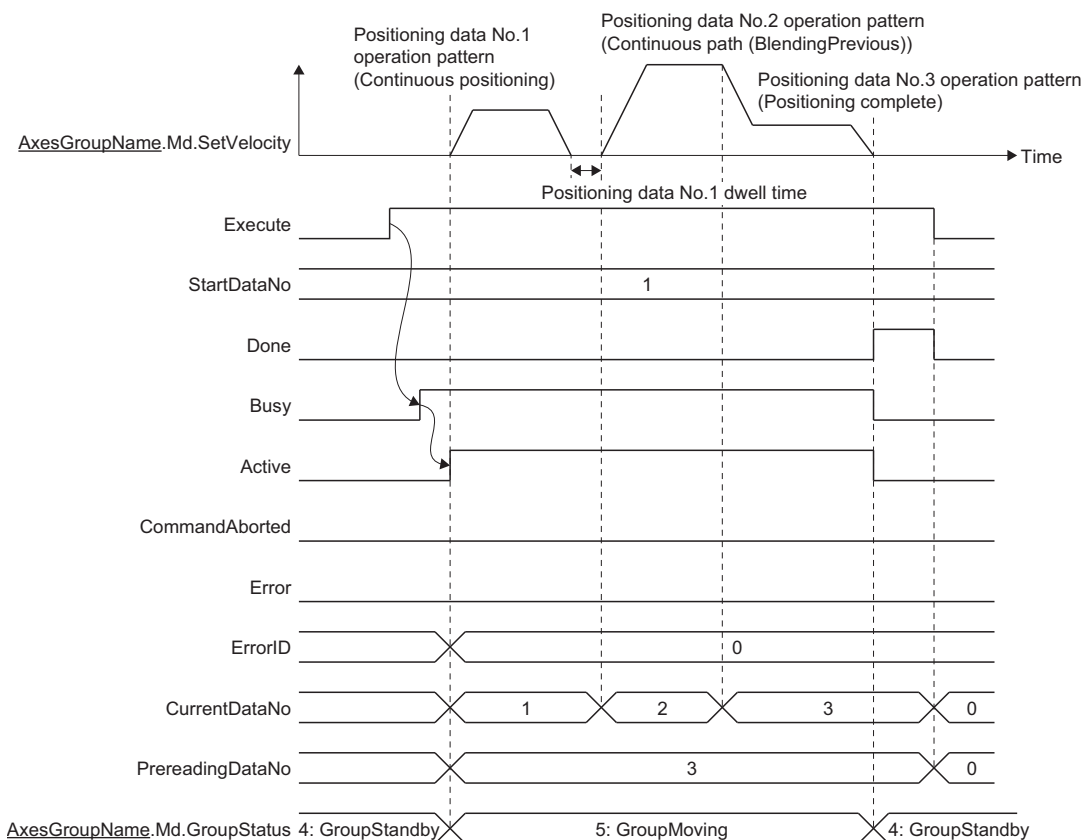 Positioning data No.1
operation pattern
(Continuous positioning)
Positioning data No.2 operation pattern
(Continuous path (BlendingPrevious))
Positioning data No.3 operation pattern
(Positioning complete)
AxesGroupName.Md.SetVelocity
Time
Positioning data No.1 dwell time
Execute
StartDataNo 1
Done
Busy
Active
CommandAborted
Error
ErrorID 0
CurrentDataNo 1 2 3 0
PrereadingDataNo 3 0
AxesGroupName.Md.GroupStatus 4: GroupStandby 5: GroupMoving 4: GroupStandby